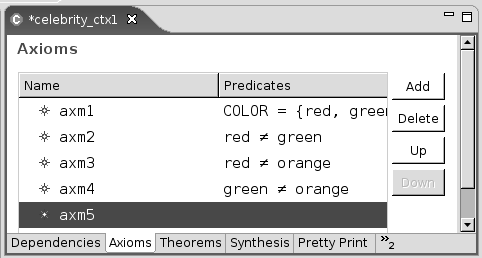 *celebrity_ctx1
Axioms
Name Predicates
axm1 COLOR = {red, green
axm2 red ≠ green
axm3 red ≠ orange
axm4 green ≠ orange
axm5
Add
Delete
Up
Down
Dependencies Axioms Theorems Synthesis Pretty Print »2